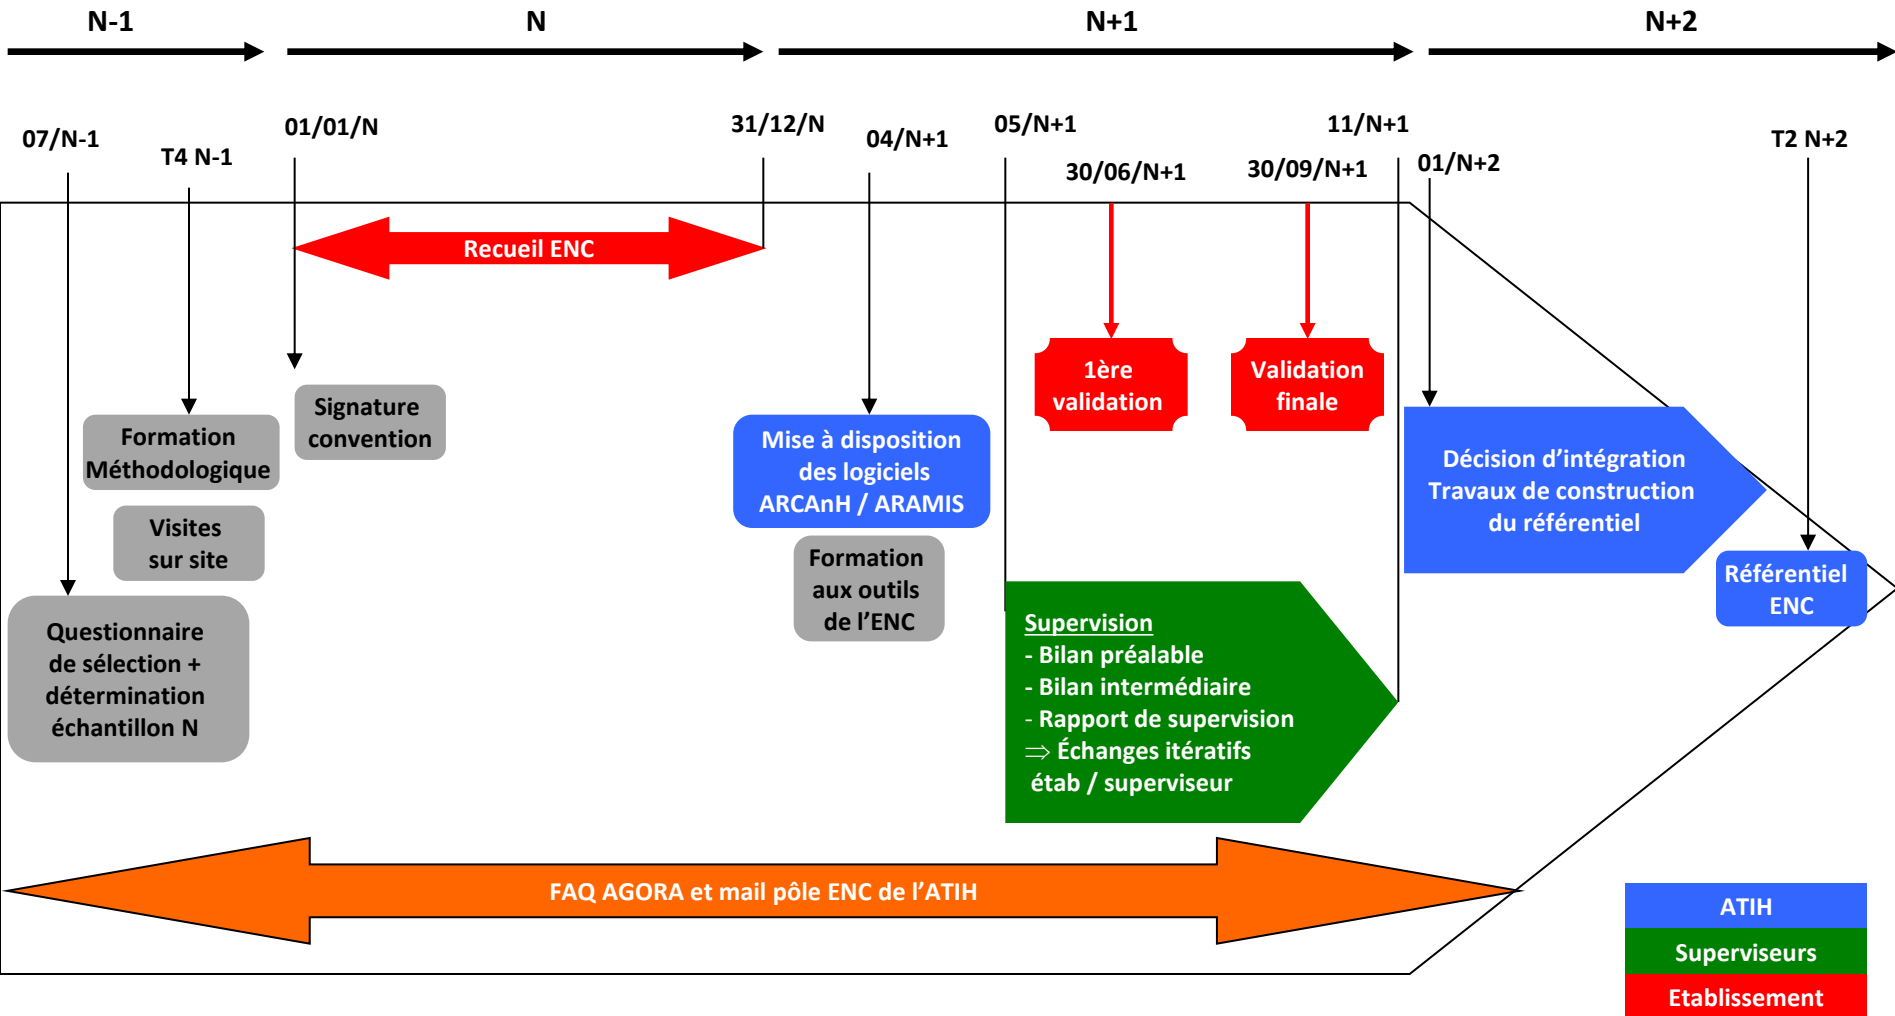 N-1
N
N+1
N+2
07/N-1
T4 N-1
01/01/N
31/12/N
04/N+1
05/N+1
30/06/N+1
30/09/N+1
11/N+1
01/N+2
T2 N+2
Recueil ENC
1ère
validation
Validation
finale
Signature
convention
Formation
Méthodologique
Visites
sur site
Questionnaire
de sélection +
détermination
échantillon N
Mise à disposition
des logiciels
ARCAnH / ARAMIS
Formation
aux outils
de l’ENC
Décision d’intégration
Travaux de construction
du référentiel
Référentiel
ENC
Supervision
- Bilan préalable
- Bilan intermédiaire
- Rapport de supervision
⇒ Échanges itératifs
étab / superviseur
FAQ AGORA et mail pôle ENC de l’ATIH
ATIH
Superviseurs
Etablissement